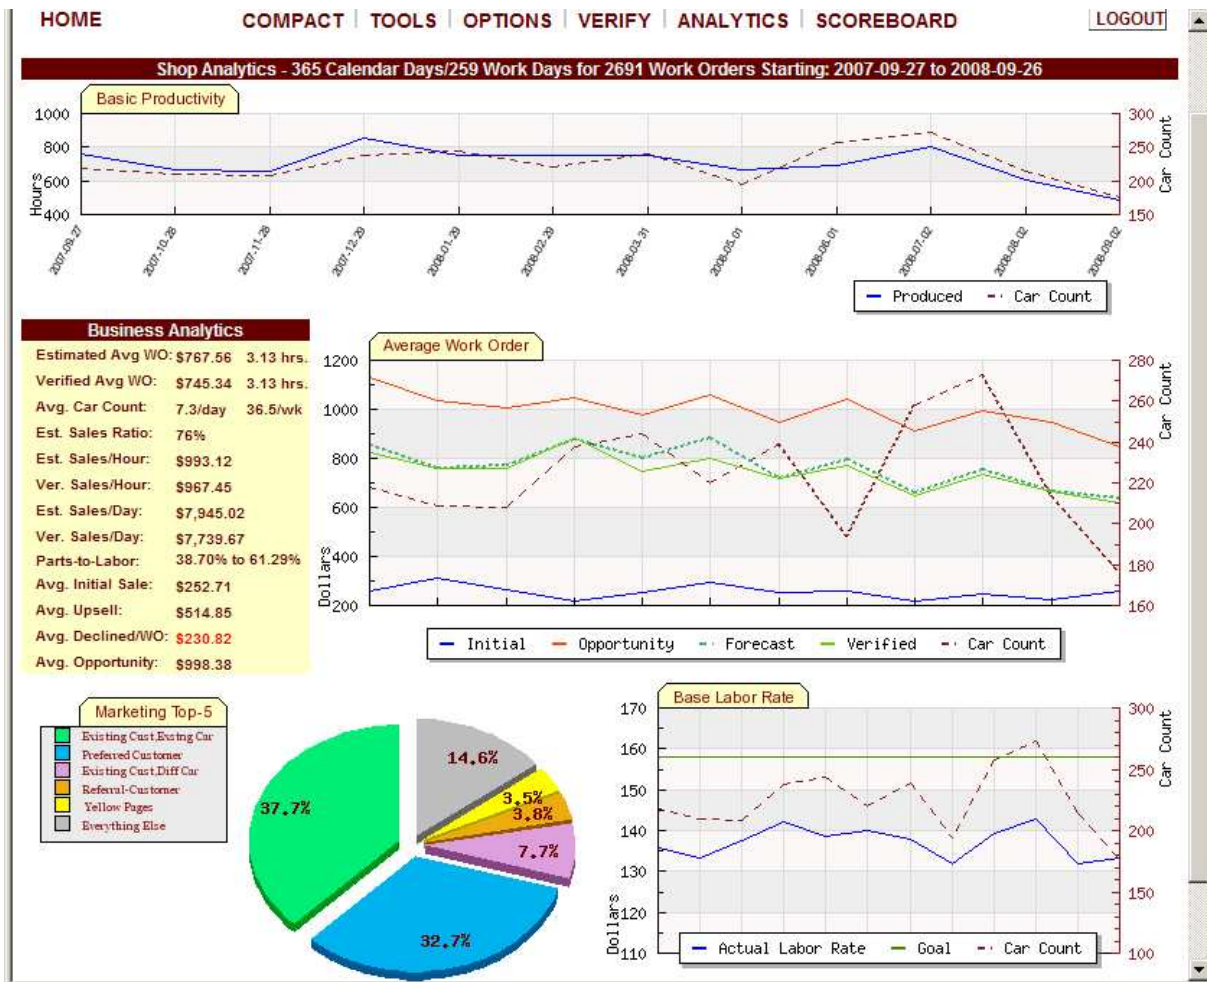 HOME COMPACT TOOLS OPTIONS VERIFY ANALYTICS SCOREBOARD LOGOUT
Shop Analytics - 365 Calendar Days/259 Work Days for 2691 Work Orders Starting: 2007-09-27 to 2008-09-26
Basic Productivity
1000 300
800 250
600 200
400 150
Hours
Car Count
2007-09-27 2007-10-28 2007-11-28 2007-12-29 2008-01-29 2008-02-29 2008-03-31 2008-05-01 2008-06-01 2008-07-02 2008-08-02 2008-09-02
Produced Car Count
Business Analytics
Estimated Avg WO: $767.56 3.13 hrs.
Verified Avg WO: $745.34 3.13 hrs.
Avg. Car Count: 7.3/day 36.5/wk
Est. Sales Ratio: 76%
Est. Sales/Hour: $993.12
Ver. Sales/Hour: $967.45
Est. Sales/Day: $7,945.02
Ver. Sales/Day: $7,739.67
Parts-to-Labor: 38.70% to 61.29%
Avg. Initial Sale: $252.71
Avg. Upsell: $514.85
Avg. Declined/WO: $230.82
Avg. Opportunity: $998.38
Average Work Order
1200
1000
800
600
400
200
Dollars
280
260
240
220
200
180
160
Car Count
Initial Opportunity Forecast Verified Car Count
Marketing Top-5
Existing Cust,Exstng Car
Preferred Customer
Existing Cust,Diff Car
Referral-Customer
Yellow Pages
Everything Else
14.6%
3.5%
3.8%
7.7%
37.7%
32.7%
Base Labor Rate
170
160
150
140
130
120
110
Dollars
300
250
200
150
100
Car Count
Actual Labor Rate Goal Car Count